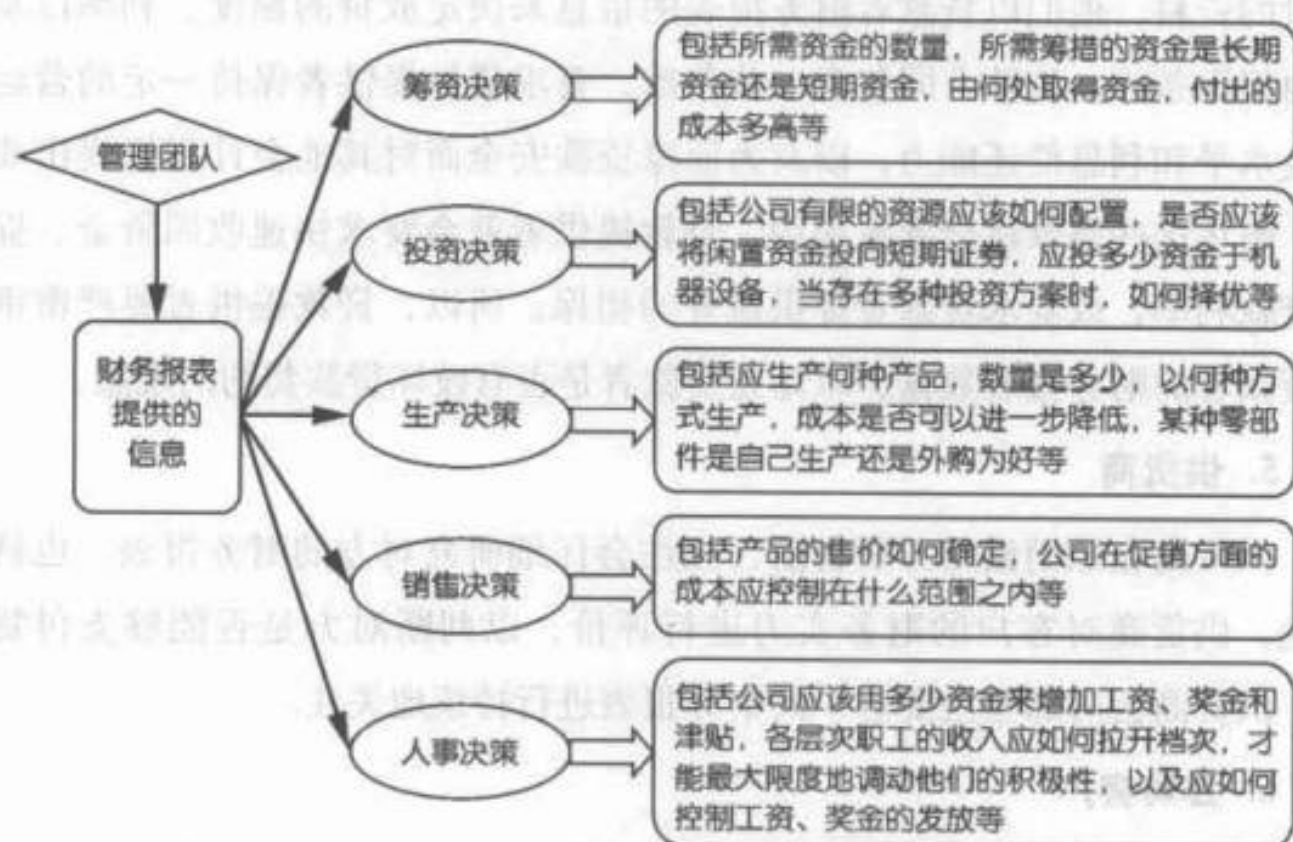 筹资决策
包括所需资金的数量，所需筹措的资金是长期
资金还是短期资金，由何处取得资金，付出的
成本多高等
管理团队
投资决策
包括公司有限的资源应该如何配置，是否应该
将闲置资金投向短期证券，应投多少资金于机
器设备，当存在多种投资方案时，如何择优等
财务报表
提供的
信息
生产决策
包括应生产何种产品，数量是多少，以何种方
式生产，成本是否可以进一步降低，某种零部
件是自己生产还是外购为好等
5. 供货商
销售决策
包括产品的售价如何确定，公司在促销方面的
成本应控制在什么范围之内等
人事决策
包括公司应该用多少资金来增加工资、奖金和
津贴，各层次职工的收入应如何拉开档次，才
能最大限度地调动他们的积极性，以及应如何
控制工资、奖金的发放等